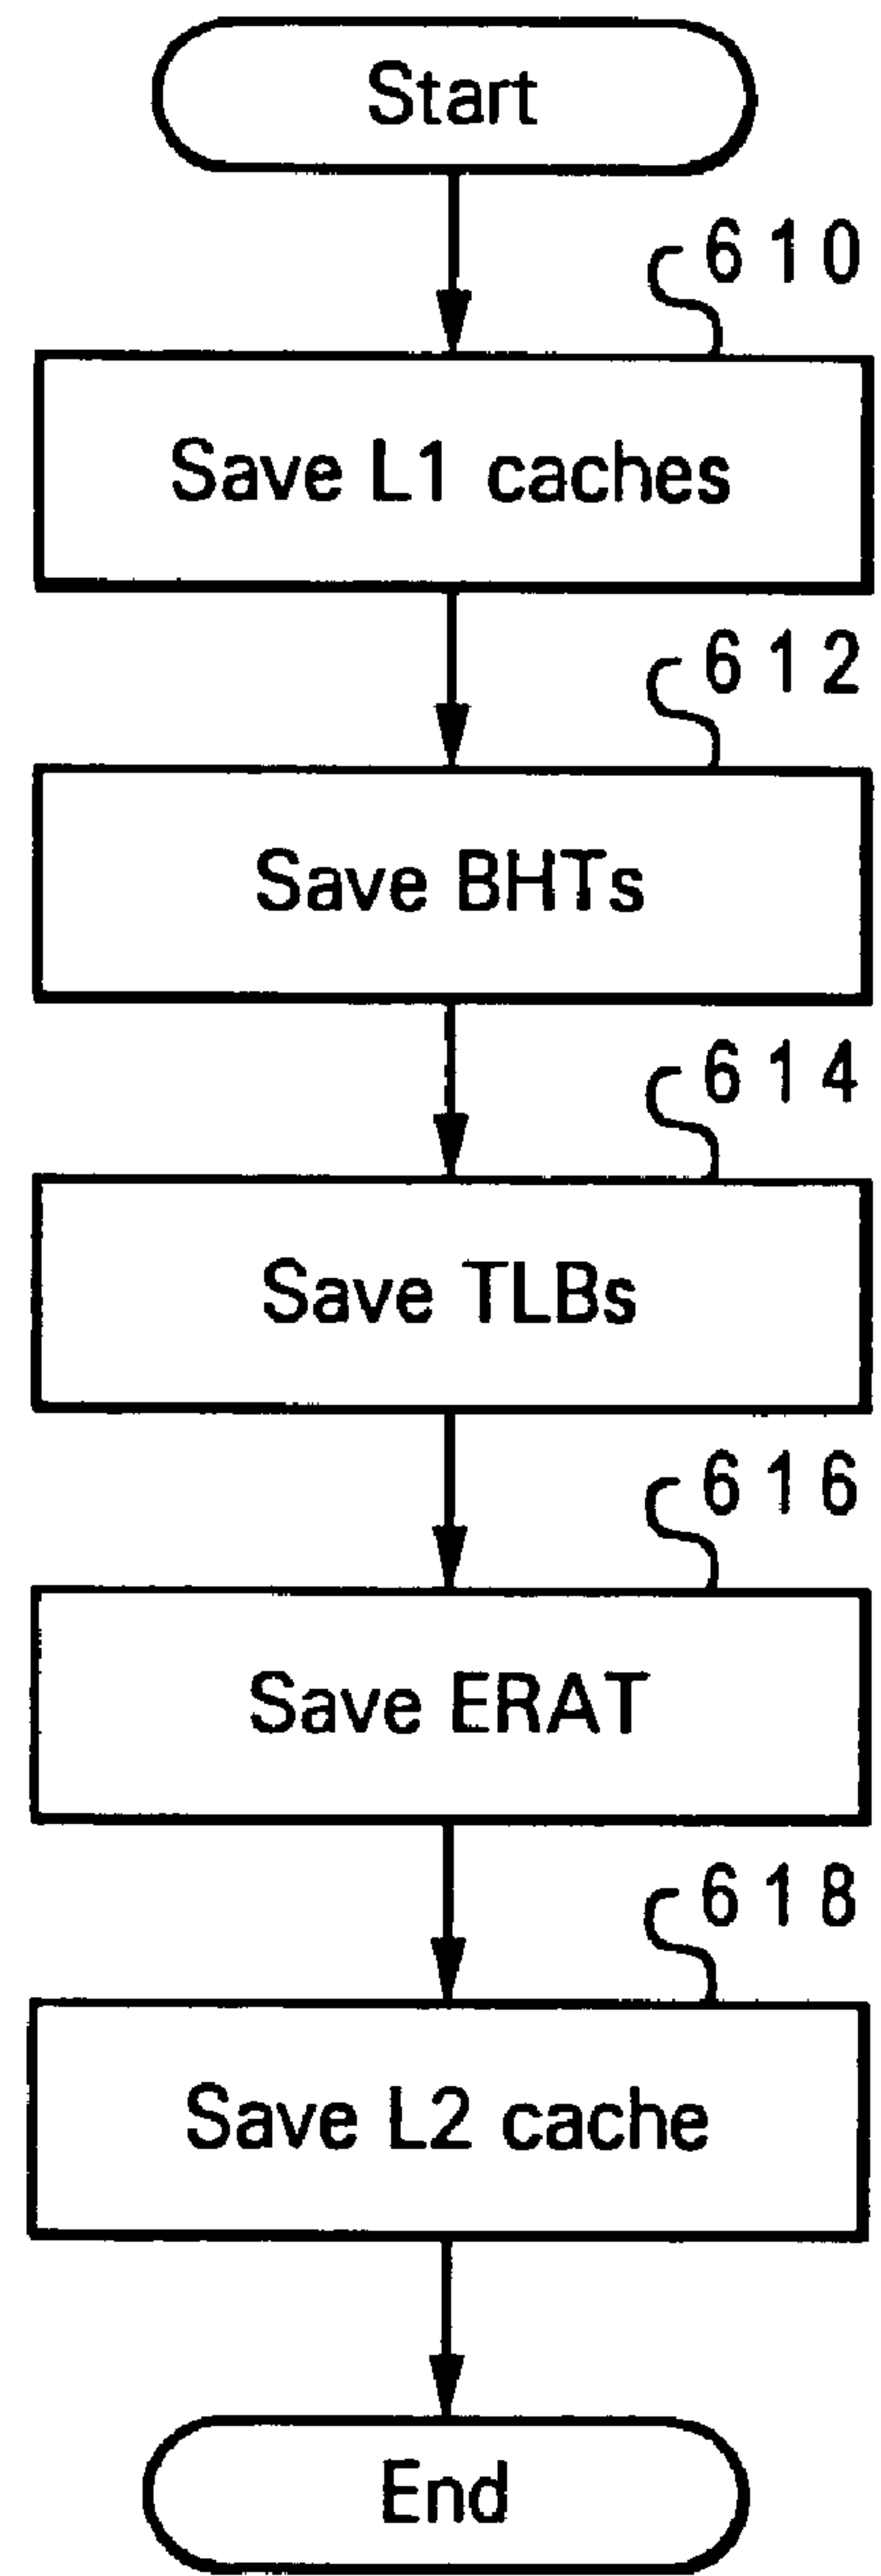 Start
610
Save L1 caches
612
Save BHTs
614
Save TLBs
616
Save ERAT
618
Save L2 cache
End